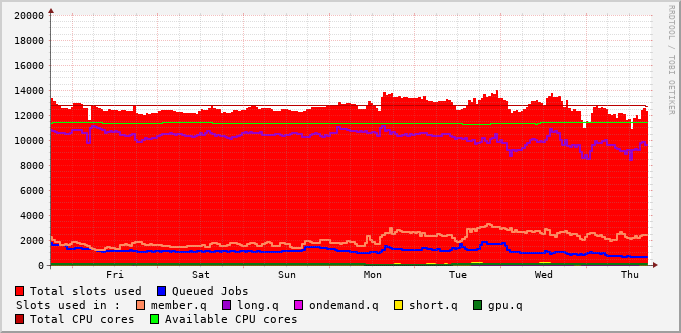 RRDTOOL / TOBI OETIKER
20000
18000
16000
14000
12000
10000
8000
6000
4000
2000
0
Fri Sat Sun Mon Tue Wed Thu
Total slots used Queued Jobs
Slots used in : member.q long.q ondemand.q short.q gpu.q
Total CPU cores Available CPU cores